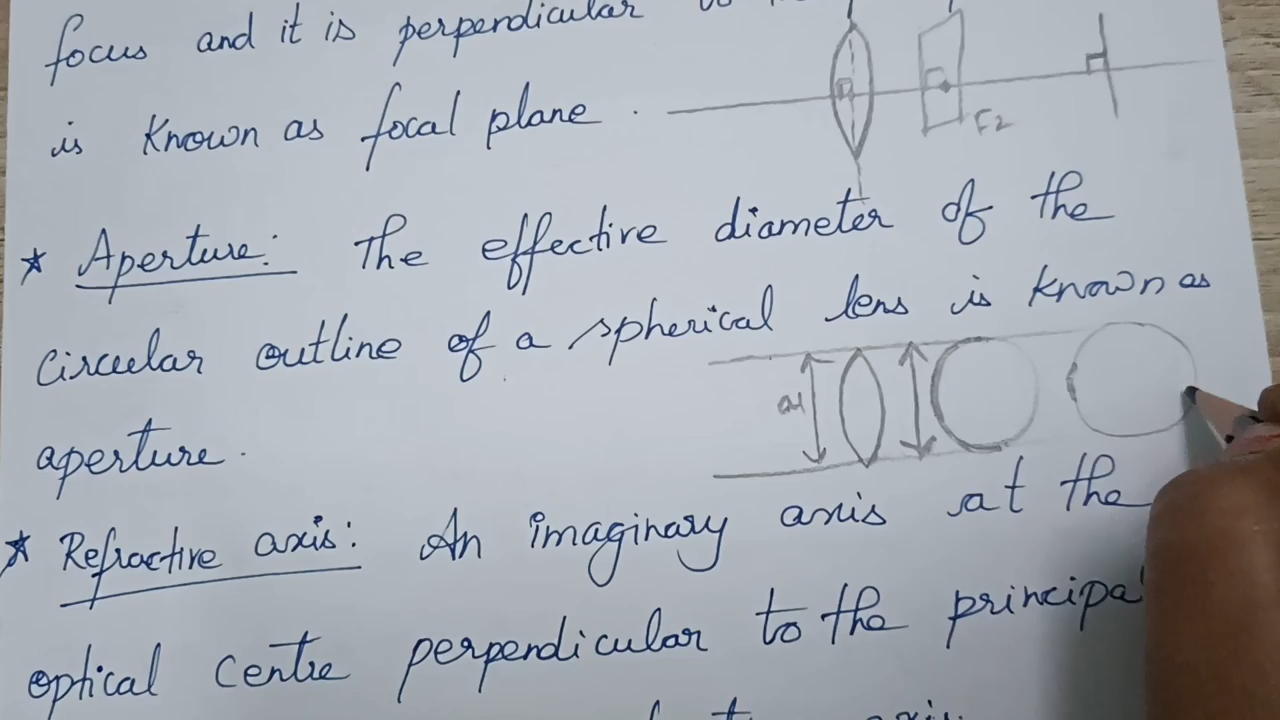 focus and it is perpendicular
is known as focal plane .
F2
* Aperture: The effective diameter of the
circular outline of a spherical lens is known as
aperture.
* Refractive axis: An imaginary axis at the
optical centre perpendicular to the principa
axis.